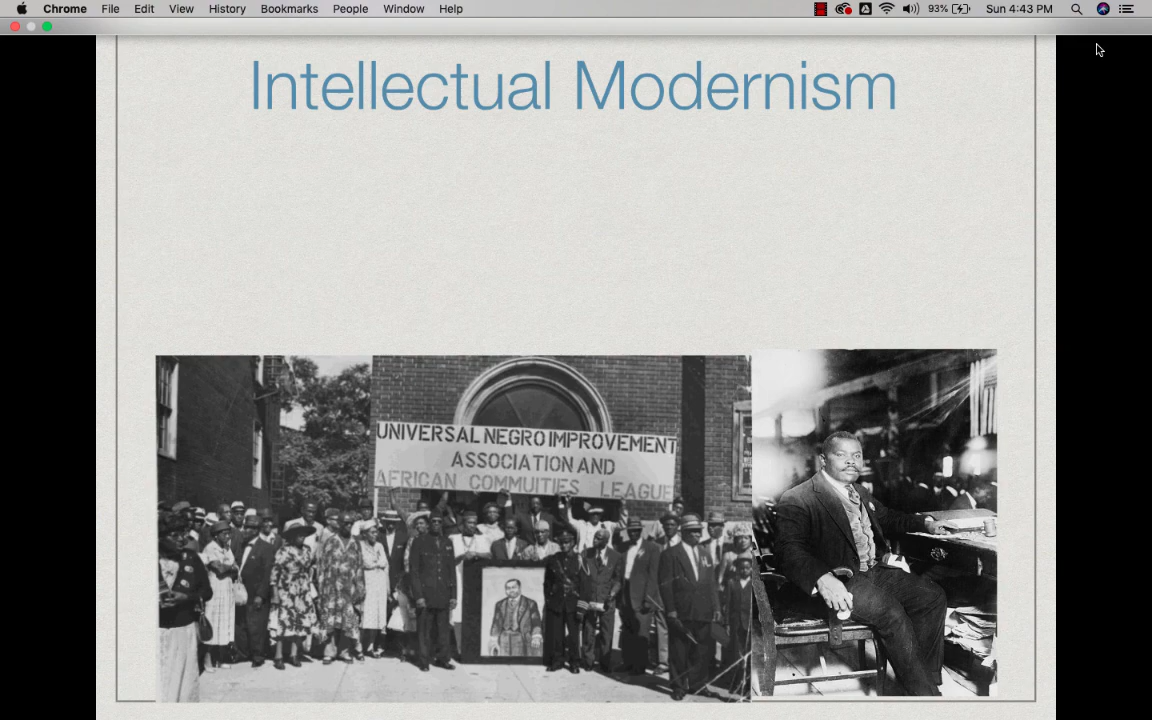 Chrome File Edit View History Bookmarks People Window Help 93% Sun 4:43 PM
Intellectual Modernism
UNIVERSAL NEGRO IMPROVEMENT
ASSOCIATION AND
AFRICAN COMMUITIES LEAGUE